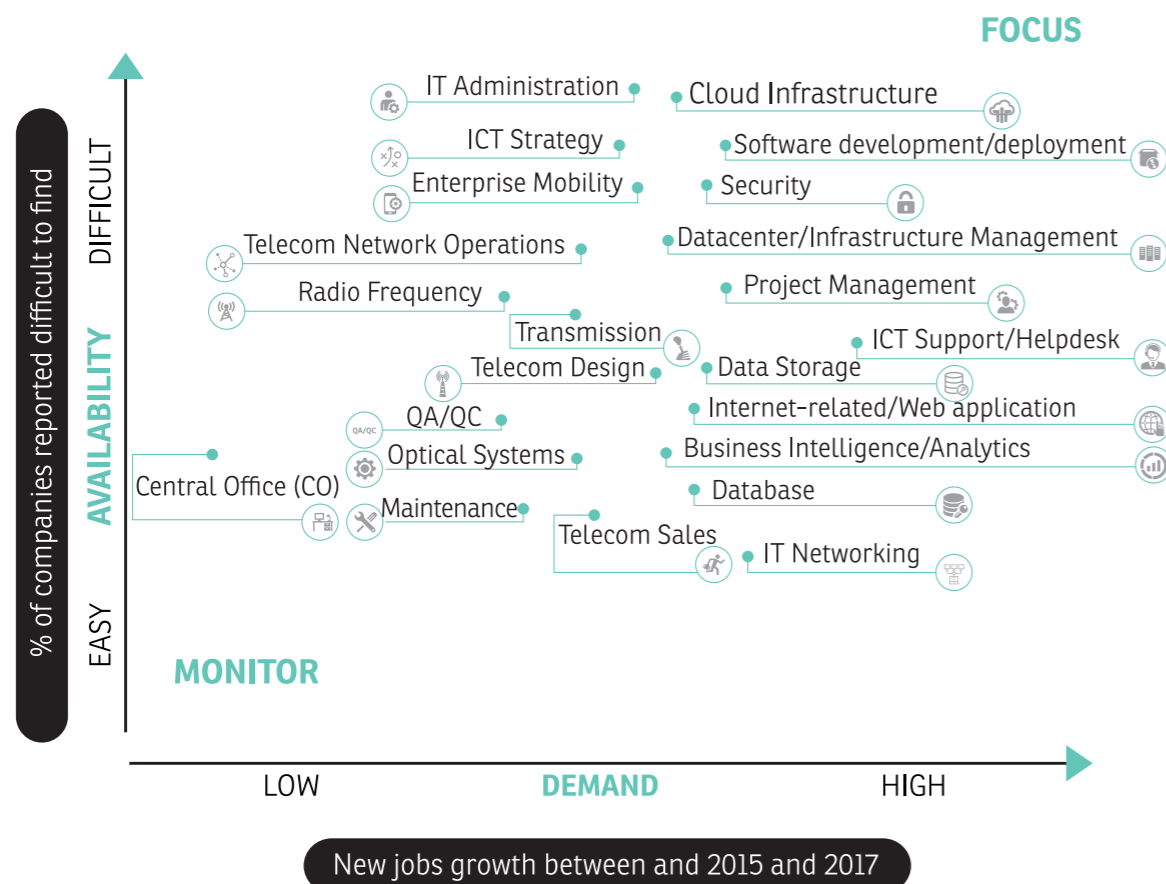 FOCUS
IT Administration
Cloud Infrastructure
ICT Strategy
Software development/deployment
Enterprise Mobility
Security
Telecom Network Operations
Datacenter/Infrastructure Management
Radio Frequency
Project Management
Transmission
ICT Support/Helpdesk
Telecom Design
Data Storage
QA/QC
QA/QC
Internet-related/Web application
Optical Systems
Business Intelligence/Analytics
Central Office (CO)
Maintenance
Database
Telecom Sales
IT Networking
MONITOR
% of companies reported difficult to find
DIFFICULT
AVAILABILITY
EASY
LOW
DEMAND
HIGH
New jobs growth between and 2015 and 2017